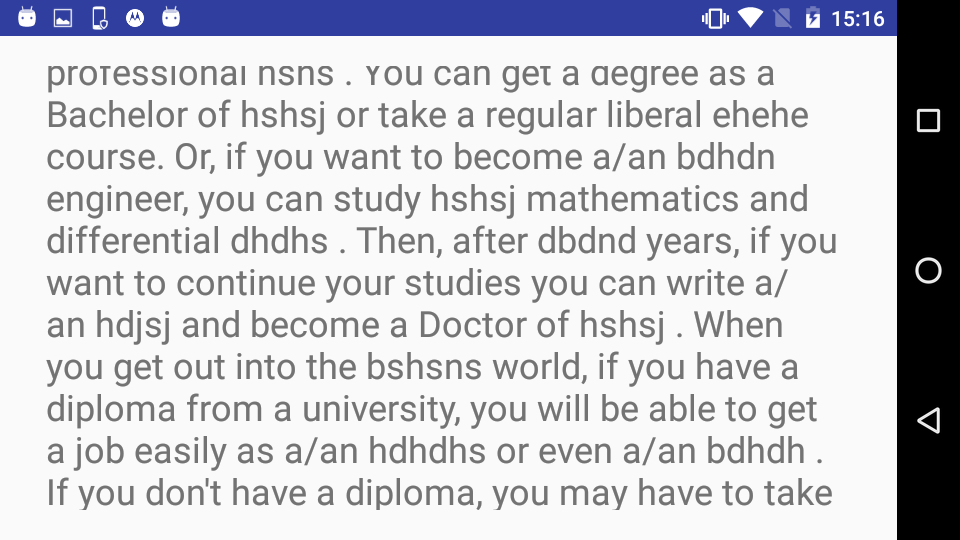 15:16
professional nsns . You can get a degree as a
Bachelor of hshsj or take a regular liberal ehehe
course. Or, if you want to become a/an bdhdn
engineer, you can study hshsj mathematics and
differential dhdhs . Then, after dbdnd years, if you
want to continue your studies you can write a/
an hdjsj and become a Doctor of hshsj . When
you get out into the bshsns world, if you have a
diploma from a university, you will be able to get
a job easily as a/an hdhdhs or even a/an bdhdh .
If you don't have a diploma, you may have to take